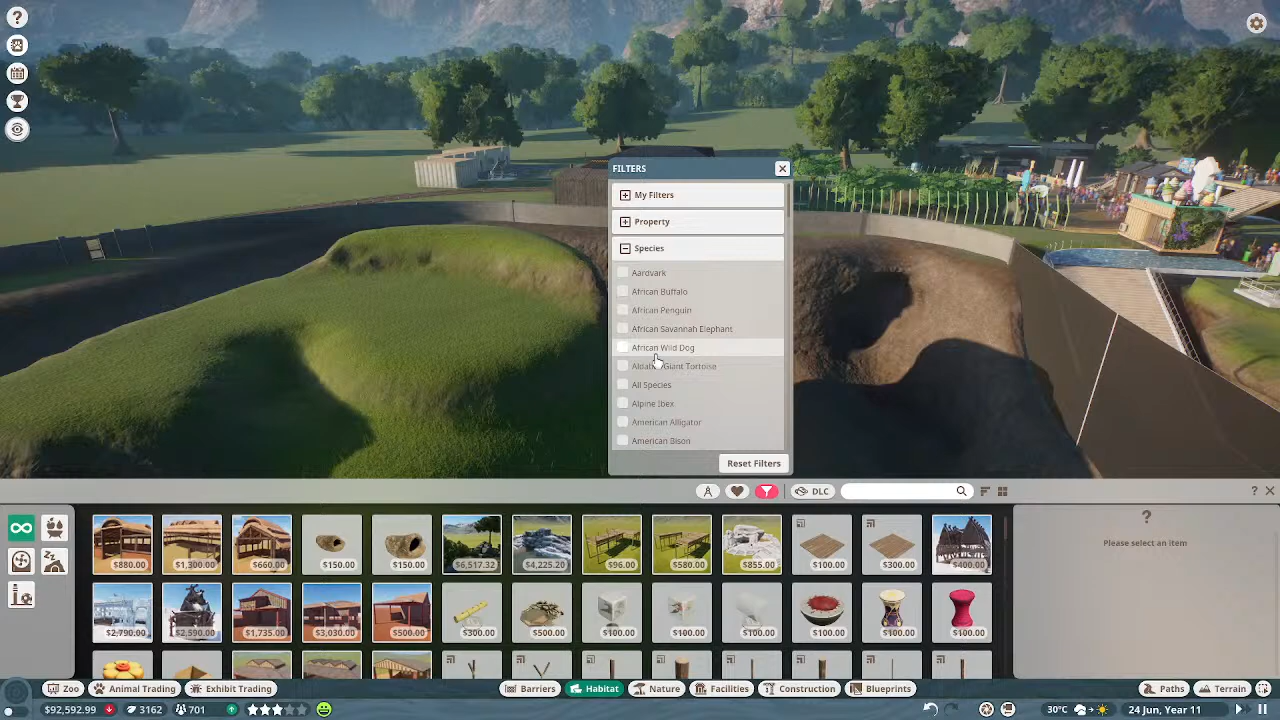 ?
FILTERS
My Filters
Property
Species
Aardvark
African Buffalo
African Penguin
African Savannah Elephant
African Wild Dog
Giant Tortoise
All Species
Alpine Ibex
American Alligator
American Bison
Reset Filters
DLC
?
?
Please select an item
$880.00 $1,300.00 $660.00 $150.00 $150.00 $6,517.32 $4,225.20 $96.00 $580.00 $855.00 $100.00 $300.00 $400.00
$2,790.00 $2,590.00 $1,735.00 $3,030.00 $500.00 $300.00 $500.00 $100.00 $100.00 $100.00 $100.00 $100.00 $100.00
Zoo Animal Trading Exhibit Trading Barriers Habitat Nature Facilities Construction Blueprints Paths Terrain
$92,592.99 3162 701 30°C 24 Jun, Year 11